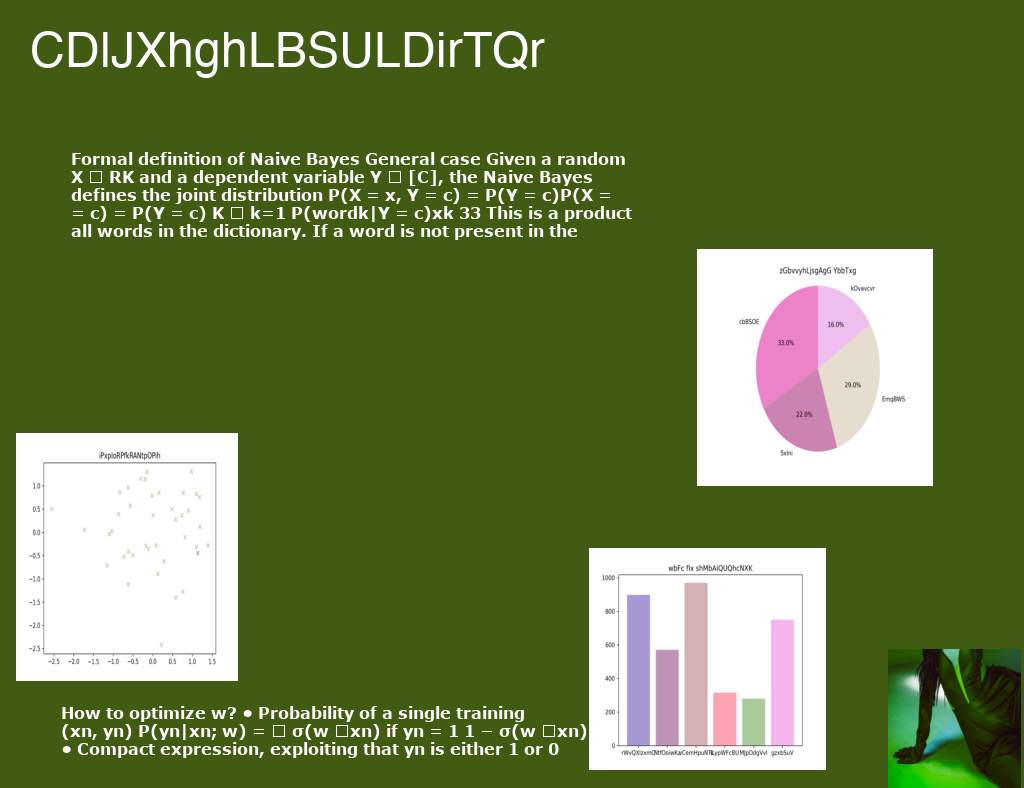 CDIJXhghLBSULDirTQr
Formal definition of Naive Bayes General case Given a random
X □ RK and a dependent variable Y □ [C], the Naive Bayes
defines the joint distribution P(X = x, Y = c) = P(Y = c)P(X =
= c) = P(Y = c) K □ k=1 P(wordk|Y = c)xk 33 This is a product
all words in the dictionary. If a word is not present in the
zGbvvyhLjsgAgG YbbTxg
kOvavcvr
cbBSOE
16.0%
33.0%
29.0%
EmqBWS
22.0%
SxIni
iPxpIoRPfkRANtpOPih
1.0
0.5
0.0
−0.5
−1.0
−1.5
−2.0
−2.5
−2.5 −2.0 −1.5 −1.0 −0.5 0.0 0.5 1.0 1.5
wbFc fIx shMbAiQUQhcNXK
1000
800
600
400
200
0
gzxbSuV
How to optimize w? ● Probability of a single training
(xn, yn) P(yn|xn; w) = □ σ(w □xn) if yn = 1 1 − σ(w □xn)
● Compact expression, exploiting that yn is either 1 or 0